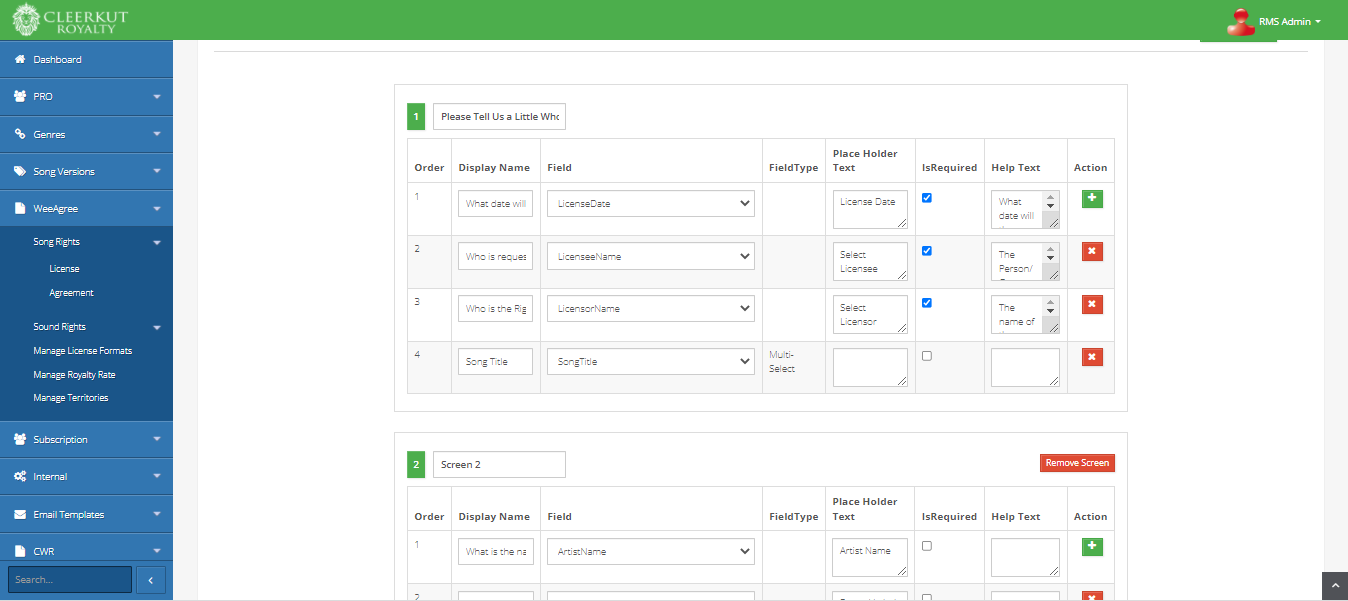 CLEERKUT
ROYALTY
RMS Admin
Dashboard
PRO
Genres
Song Versions
WeeAgree
Song Rights
License
Agreement
Sound Rights
Manage License Formats
Manage Royalty Rate
Manage Territories
Subscription
Internal
Email Templates
CWR
Search...
1 Please Tell Us a Little Who
Order Display Name Field FieldType Place Holder Text IsRequired Help Text Action
1 What date will LicenseDate License Date What
date will
2 Who is reques LicenseeName Select
Licensee The
Person/
3 Who is the Rig LicensorName Select
Licensor The
name of
4 Song Title SongTitle Multi-
Select
2 Screen 2 Remove Screen
Order Display Name Field FieldType Place Holder Text IsRequired Help Text Action
1 What is the na ArtistName Artist Name
2